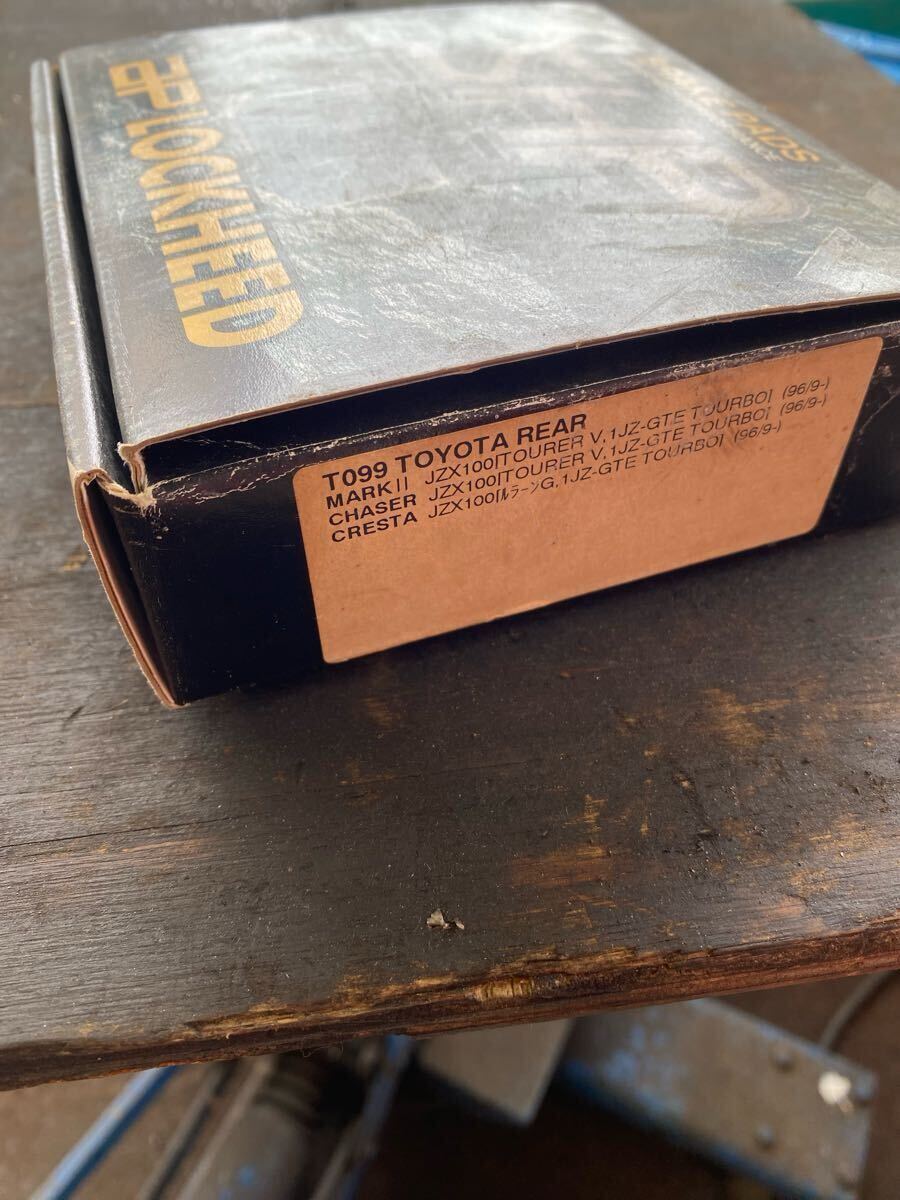 AP LOCKHEED
PADS
T099 TOYOTA REAR
MARK II JZX100[TOURER V,1JZ-GTE TOURBO] (96/9-)
CHASER JZX100[TOURER V,1JZ-GTE TOURBO] (96/9-)
CRESTA JZX100[ルラーンG,1JZ-GTE TOURBO] (96/9-)